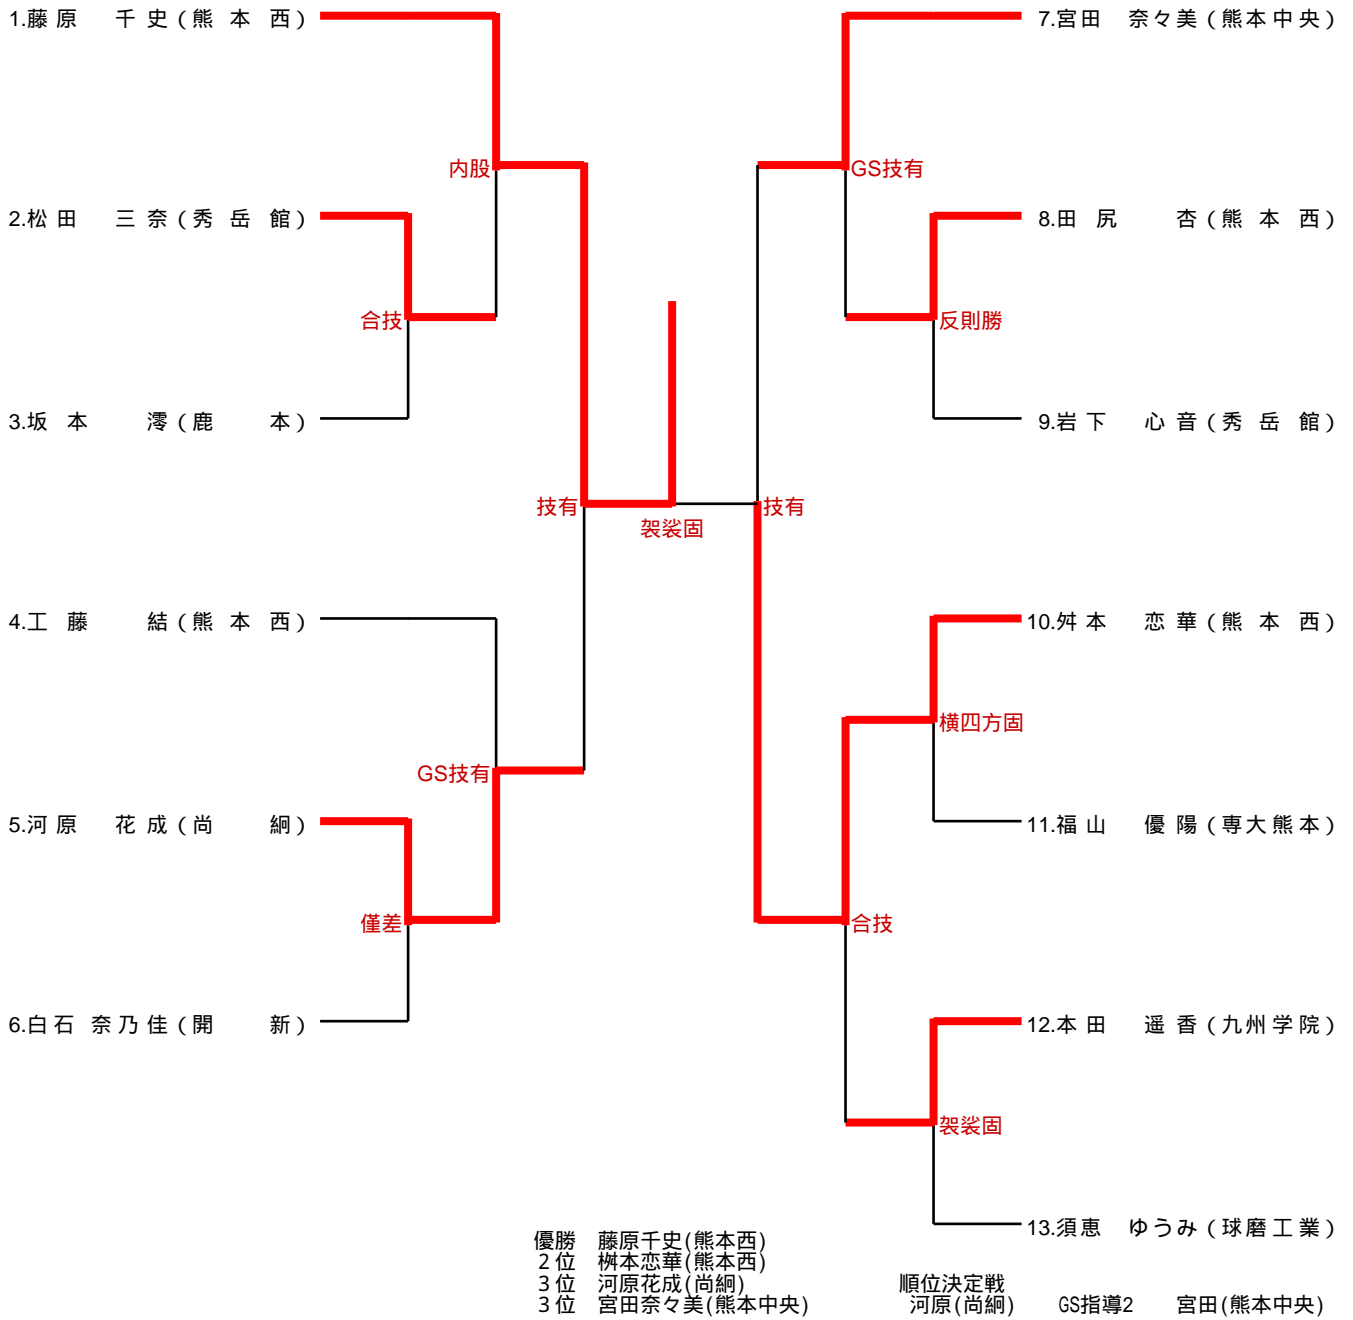 1.藤原 千史(熊本西)
内股
2.松田 三奈(秀岳館)
合技
3.坂本 澪(鹿本)
技有
4.工藤 結(熊本西)
GS技有
5.河原 花成(尚絅)
僅差
6.白石 奈乃佳(開新)
袈裟固
7.宮田 奈々美(熊本中央)
GS技有
8.田尻 杏(熊本西)
反則勝
9.岩下 心音(秀岳館)
技有
10.舛本 恋華(熊本西)
横四方固
11.福山 優陽(専大熊本)
合技
12.本田 遥香(九州学院)
袈裟固
13.須恵 ゆうみ(球磨工業)
優勝 藤原千史(熊本西)
2位 桝本恋華(熊本西)
3位 河原花成(尚絅)
3位 宮田奈々美(熊本中央)
順位決定戦
河原(尚絅) GS指導2 宮田(熊本中央)